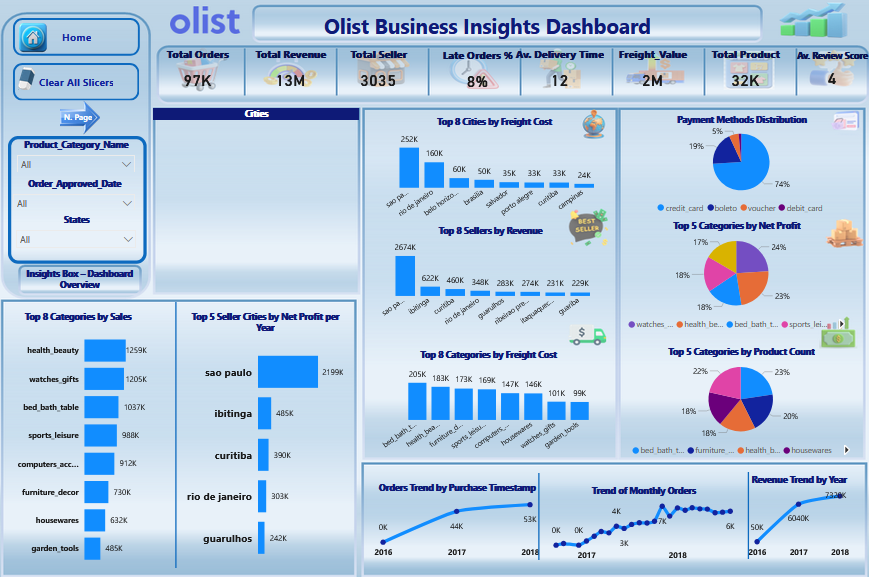 olist
Olist Business Insights Dashboard
Home
Clear All Slicers
N. Page
Product_Category_Name
All
Order_Approved_Date
All
States
All
Insights Box – Dashboard
Overview
Total Orders
97K
Total Revenue
13M
Total Seller
3035
Late Orders %
8%
Av. Delivery Time
12
Freight_Value
2M
Total Product
32K
Av. Review Score
4
Cities
Top 8 Cities by Freight Cost
252K
160K
60K
50K
35K
33K
33K
24K
sao pa...
rio de janeiro
belo horizo...
brasilia
salvador
porto alegre
curitiba
campinas
BEST
SELLER
Top 8 Sellers by Revenue
2674K
622K
460K
348K
283K
274K
231K
229K
sao pa...
ibitinga
curitiba
rio de janeiro
guarulhos
ribeirao pre...
itaquaquec...
guariba
Top 8 Categories by Freight Cost
205K
183K
173K
169K
147K
146K
101K
99K
bed_bath_t...
health_bea...
furniture_d...
sports_leisu...
computers_...
housewares
watches_gifts
garden_tools
Payment Methods Distribution
5%
19%
74%
credit_card
boleto
voucher
debit_card
Top 5 Categories by Net Profit
17%
24%
18%
23%
18%
watches_...
health_be...
bed_bath_t...
sports_lei...
Top 5 Categories by Product Count
22%
23%
18%
20%
18%
bed_bath_t...
furniture_...
health_b...
housewares
Top 8 Categories by Sales
health_beauty
1259K
watches_gifts
1205K
bed_bath_table
1037K
sports_leisure
988K
computers_acc...
912K
furniture_decor
730K
housewares
632K
garden_tools
485K
Top 5 Seller Cities by Net Profit per
Year
sao paulo
2199K
ibitinga
485K
curitiba
390K
rio de janeiro
303K
guarulhos
242K
Orders Trend by Purchase Timestamp
0K
44K
53K
2016
2017
2018
Trend of Monthly Orders
0K
0K
4K
3K
7K
6K
2017
2018
Revenue Trend by Year
50K
6040K
2016
2017
2018